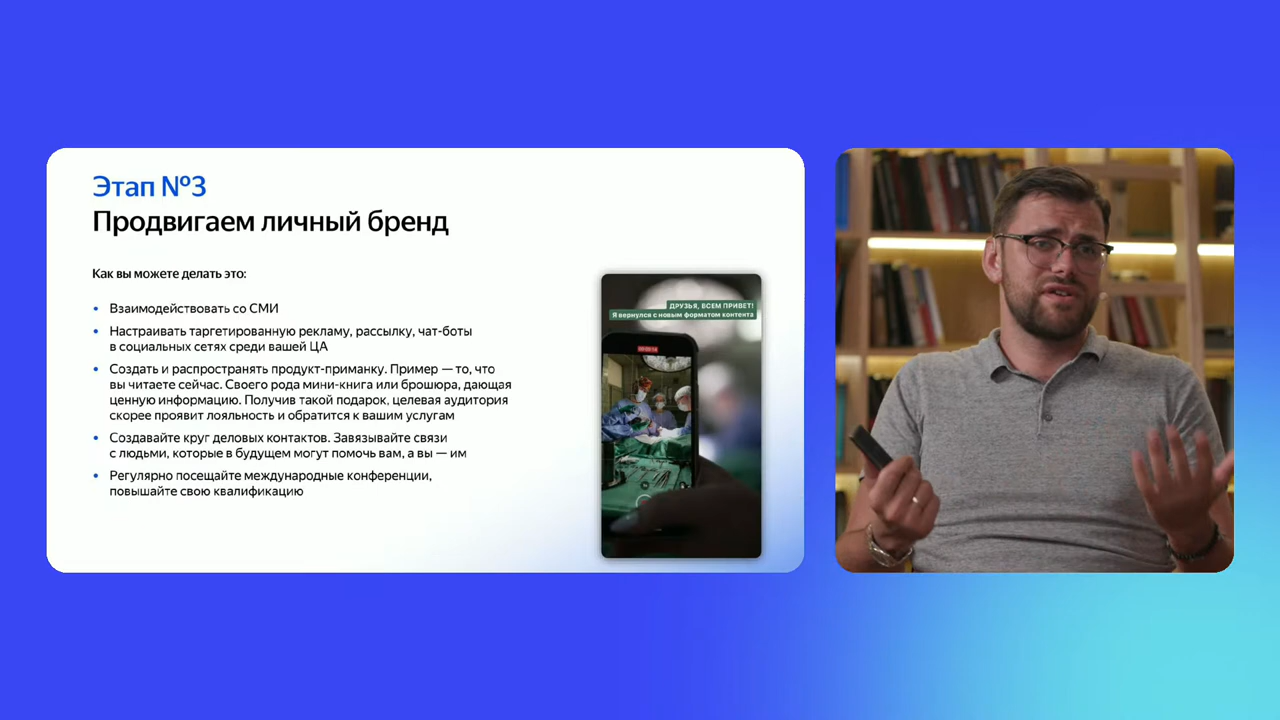 Этап №3
Продвигаем личный бренд
Как вы можете делать это:
• Взаимодействовать со СМИ
• Настраивать таргетированную рекламу, рассылку, чат-боты
в социальных сетях среди вашей ЦА
• Создать и распространять продукт-приманку. Пример — то, что
вы читаете сейчас. Своего рода мини-книга или брошюра, дающая
ценную информацию. Получив такой подарок, целевая аудитория
скорее проявит лояльность и обратится к вашим услугам
• Создавайте круг деловых контактов. Завязывайте связи
с людьми, которые в будущем могут помочь вам, а вы — им
• Регулярно посещайте международные конференции,
повышайте свою квалификацию
ДРУЗЬЯ, ВСЕМ ПРИВЕТ!
Я вернулся с новым форматом контента